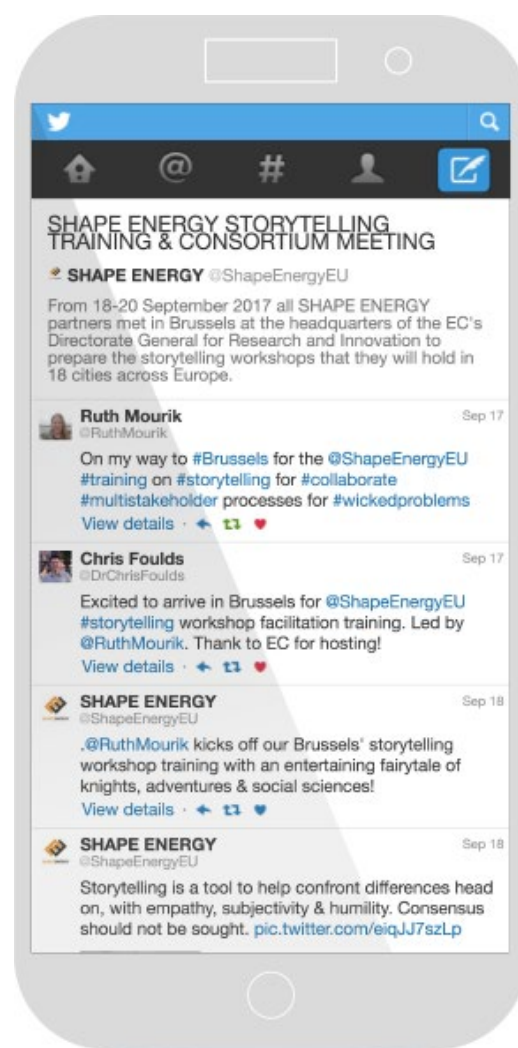 SHAPE ENERGY STORYTELLING
TRAINING & CONSORTIUM MEETING
SHAPE ENERGY @ShapeEnergyEU
From 18-20 September 2017 all SHAPE ENERGY
partners met in Brussels at the headquarters of the EC's
Directorate General for Research and Innovation to
prepare the storytelling workshops that they will hold in
18 cities across Europe.
Ruth Mourik Sep 17
@RuthMourik
On my way to #Brussels for the @ShapeEnergyEU
#training on #storytelling for #collaborate
#multistakeholder processes for #wickedproblems
View details ·
Chris Foulds Sep 17
@DrChrisFoulds
Excited to arrive in Brussels for @ShapeEnergyEU
#storytelling workshop facilitation training. Led by
@RuthMourik. Thank to EC for hosting!
View details ·
SHAPE ENERGY Sep 18
@ShapeEnergyEU
.@RuthMourik kicks off our Brussels' storytelling
workshop training with an entertaining fairytale of
knights, adventures & social sciences!
View details ·
SHAPE ENERGY Sep 18
@ShapeEnergyEU
Storytelling is a tool to help confront differences head
on, with empathy, subjectivity & humility. Consensus
should not be sought. pic.twitter.com/eiqJJ7szLp